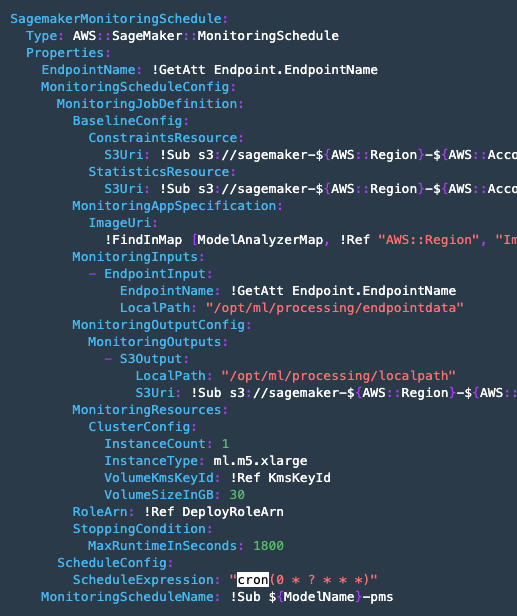 SagemakerMonitoringSchedule:
Type: AWS::SageMaker::MonitoringSchedule
Properties:
EndpointName: !GetAtt Endpoint.EndpointName
MonitoringScheduleConfig:
MonitoringJobDefinition:
BaselineConfig:
ConstraintsResource:
S3Uri: !Sub s3://sagemaker-${AWS::Region}-${AWS::Acco
StatisticsResource:
S3Uri: !Sub s3://sagemaker-${AWS::Region}-${AWS::Acco
MonitoringAppSpecification:
ImageUri:
!FindInMap [ModelAnalyzerMap, !Ref "AWS::Region", "Im
MonitoringInputs:
- EndpointInput:
EndpointName: !GetAtt Endpoint.EndpointName
LocalPath: "/opt/ml/processing/endpointdata"
MonitoringOutputConfig:
MonitoringOutputs:
- S3Output:
LocalPath: "/opt/ml/processing/localpath"
S3Uri: !Sub s3://sagemaker-${AWS::Region}-${AWS::
MonitoringResources:
ClusterConfig:
InstanceCount: 1
InstanceType: ml.m5.xlarge
VolumeKmsKeyId: !Ref KmsKeyId
VolumeSizeInGB: 30
RoleArn: !Ref DeployRoleArn
StoppingCondition:
MaxRuntimeInSeconds: 1800
ScheduleConfig:
ScheduleExpression: "cron(0 * ? * * *)"
MonitoringScheduleName: !Sub ${ModelName}-pms